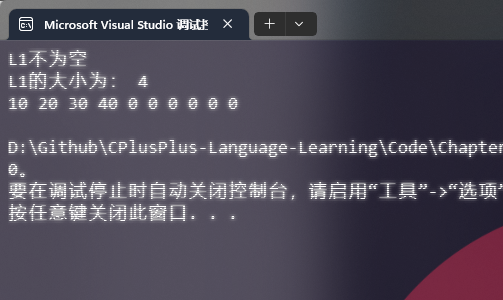 Microsoft Visual Studio 调试
L1不为空
L1的大小为： 4
10 20 30 40 0 0 0 0 0 0
D:\Github\CPlusPlus-Language-Learning\Code\Chapter
0。
要在调试停止时自动关闭控制台，请启用“工具”->“选项”
按任意键关闭此窗口. . .